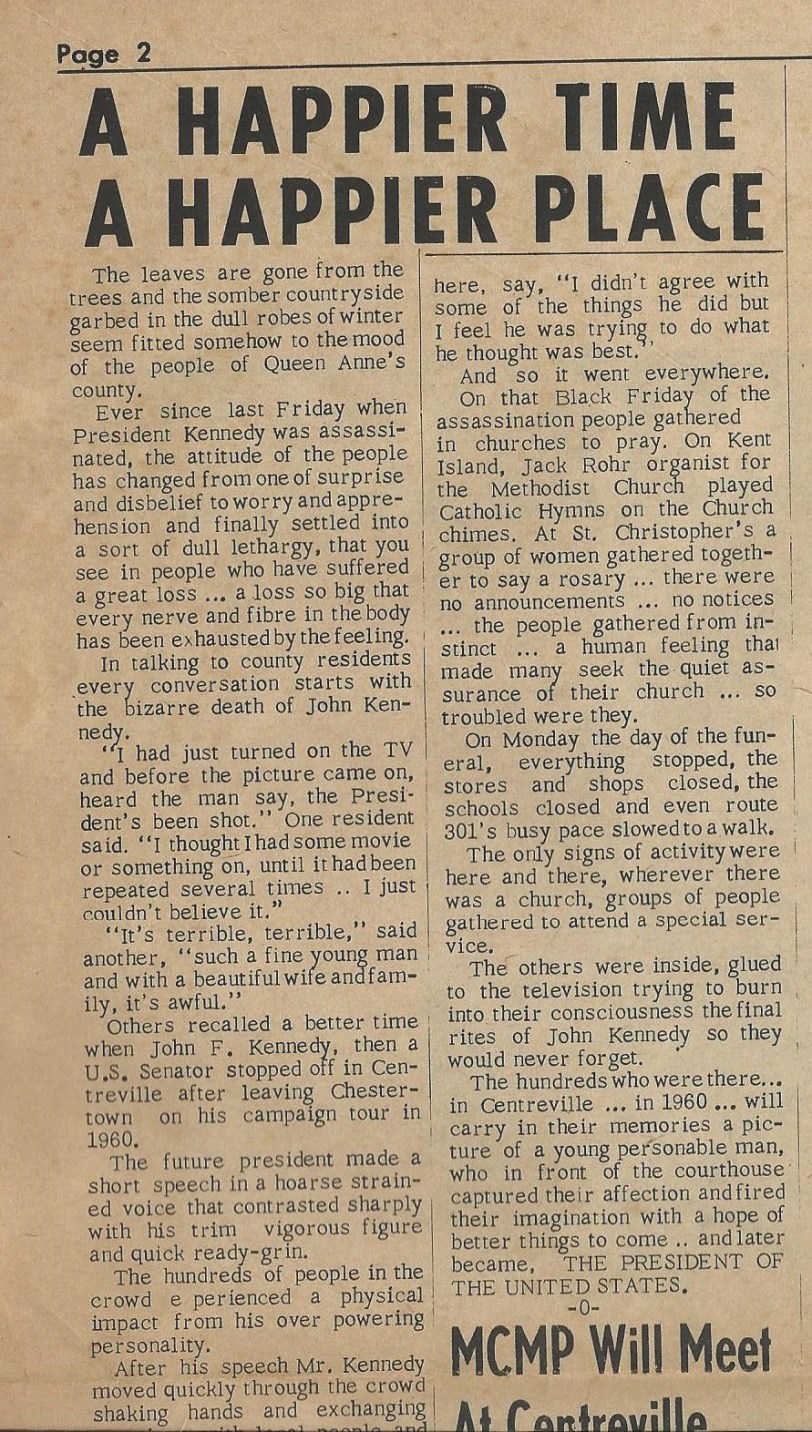 Page 2
A HAPPIER TIME
A HAPPIER PLACE
The leaves are gone from the
trees and the somber countryside
garbed in the dull robes of winter
seem fitted somehow to the mood
of the people of Queen Anne's
county.
Ever since last Friday when
President Kennedy was assassi-
nated, the attitude of the people
has changed from one of surprise
and disbelief to worry and appre-
hension and finally settled into
a sort of dull lethargy, that you
see in people who have suffered
a great loss ... a loss so big that
every nerve and fibre in the body
has been exhausted by the feeling.
In talking to county residents
every conversation starts with
the bizarre death of John Ken-
nedy.
"I had just turned on the TV
and before the picture came on,
heard the man say, the Presi-
dent's been shot." One resident
said. "I thought I had some movie
or something on, until it had been
repeated several times .. I just
couldn't believe it."
"It's terrible, terrible," said
another, "such a fine young man
and with a beautiful wife and fam-
ily, it's awful."
Others recalled a better time
when John F. Kennedy, then a
U.S. Senator stopped off in Cen-
treville after leaving Chester-
town on his campaign tour in
1960.
The future president made a
short speech in a hoarse strain-
ed voice that contrasted sharply
with his trim vigorous figure
and quick ready-grin.
The hundreds of people in the
crowd e perienced a physical
impact from his over powering
personality.
After his speech Mr. Kennedy
moved quickly through the crowd
shaking hands and exchanging
with local people and
here, say, "I didn't agree with
some of the things he did but
I feel he was trying to do what
he thought was best."
And so it went everywhere.
On that Black Friday of the
assassination people gathered
in churches to pray. On Kent
Island, Jack Rohr organist for
the Methodist Church played
Catholic Hymns on the Church
chimes. At St. Christopher's a
group of women gathered togeth-
er to say a rosary ... there were
no announcements ... no notices
... the people gathered from in-
stinct ... a human feeling that
made many seek the quiet as-
surance of their church ... so
troubled were they.
On Monday the day of the fun-
eral, everything stopped, the
stores and shops closed, the
schools closed and even route
301's busy pace slowed to a walk.
The only signs of activity were
here and there, wherever there
was a church, groups of people
gathered to attend a special ser-
vice.
The others were inside, glued
to the television trying to burn
into their consciousness the final
rites of John Kennedy so they
would never forget.
The hundreds who were there...
in Centreville ... in 1960 ... will
carry in their memories a pic-
ture of a young personable man,
who in front of the courthouse
captured their affection and fired
their imagination with a hope of
better things to come .. and later
became, THE PRESIDENT OF
THE UNITED STATES.
-0-
MCMP Will Meet
At Centreville